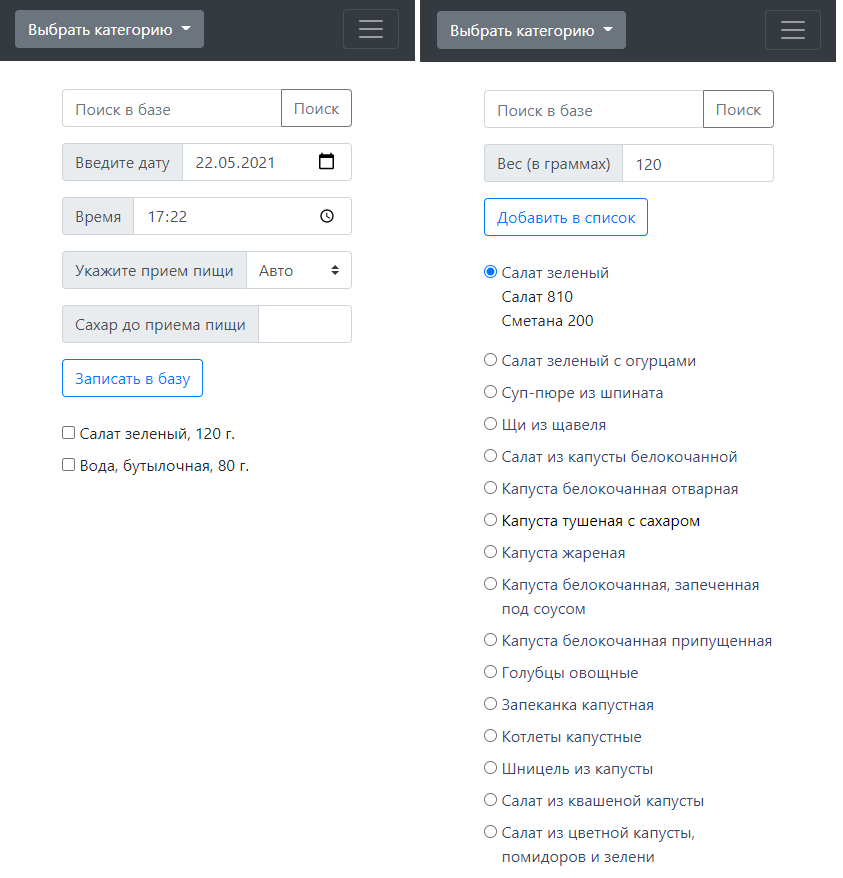 Выбрать категорию
Поиск в базе
Поиск
Введите дату
22.05.2021
Время
17:22
Укажите прием пищи
Авто
Сахар до приема пищи
Записать в базу
Салат зеленый, 120 г.
Вода, бутылочная, 80 г.
Выбрать категорию
Поиск в базе
Поиск
Вес (в граммах)
120
Добавить в список
Салат зеленый
Салат 810
Сметана 200
Салат зеленый с огурцами
Суп-пюре из шпината
Щи из щавеля
Салат из капусты белокочанной
Капуста белокочанная отварная
Капуста тушеная с сахаром
Капуста жареная
Капуста белокочанная, запеченная
под соусом
Капуста белокочанная припущенная
Голубцы овощные
Запеканка капустная
Котлеты капустные
Шницель из капусты
Салат из квашеной капусты
Салат из цветной капусты,
помидоров и зелени